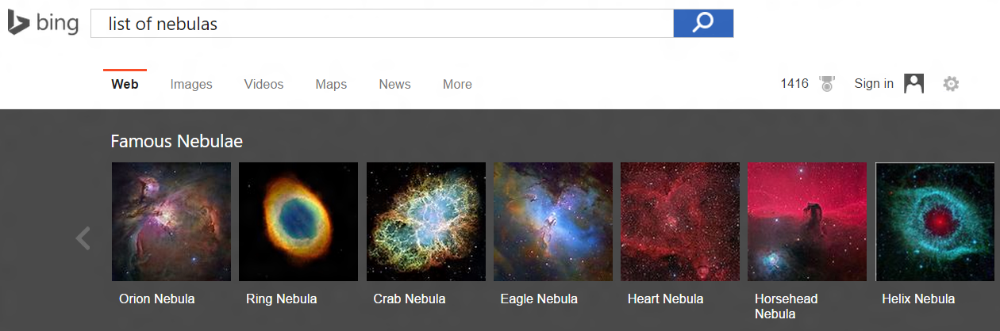 bing
list of nebulas
Web Images Videos Maps News More 1416 Sign in
Famous Nebulae
Orion Nebula Ring Nebula Crab Nebula Eagle Nebula Heart Nebula Horsehead Nebula Helix Nebula